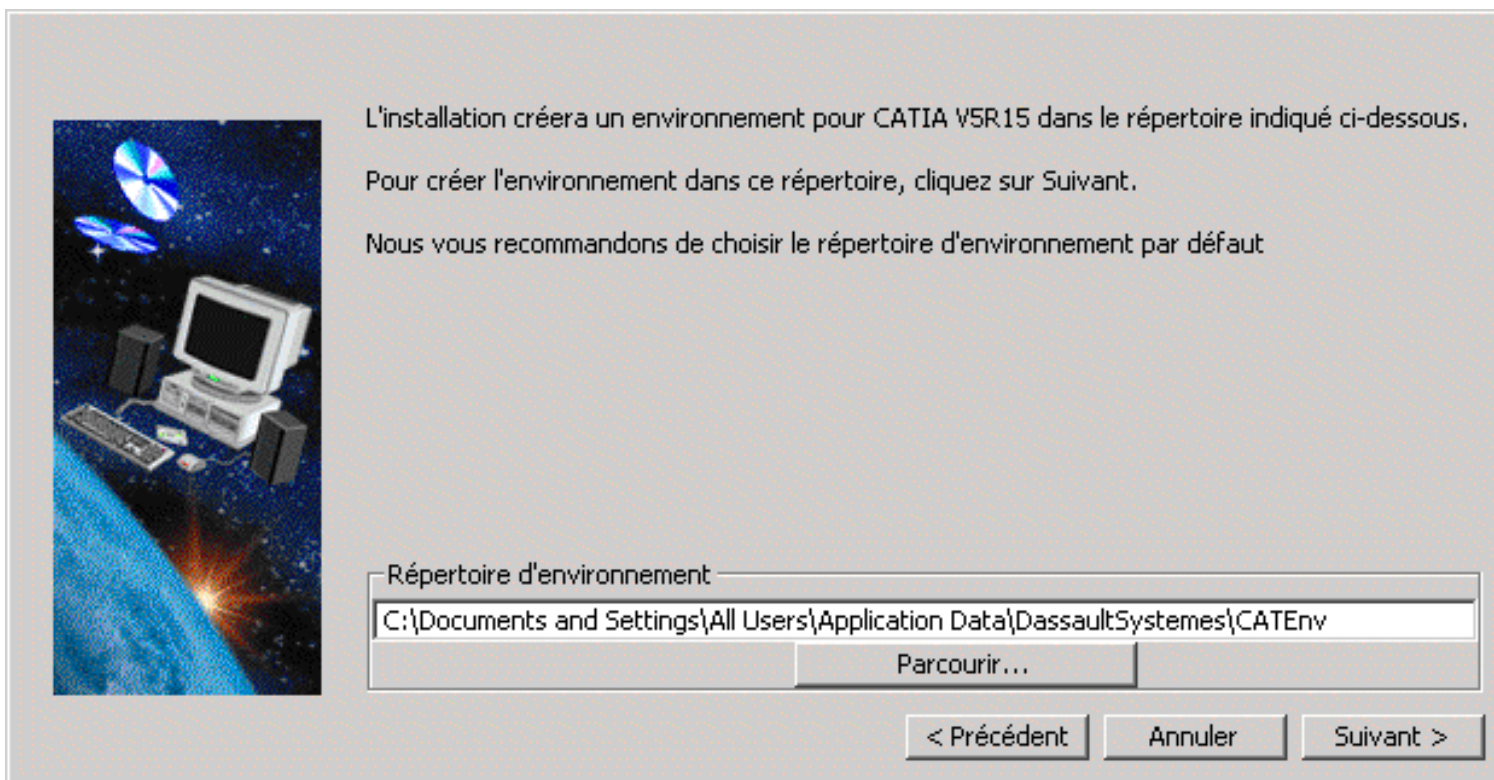 L'installation créera un environnement pour CATIA V5R15 dans le répertoire indiqué ci-dessous.
Pour créer l'environnement dans ce répertoire, cliquez sur Suivant.
Nous vous recommandons de choisir le répertoire d'environnement par défaut
Répertoire d'environnement
C:\Documents and Settings\All Users\Application Data\DassaultSystemes\CATEnv
Parcourir...
< Précédent Annuler Suivant >